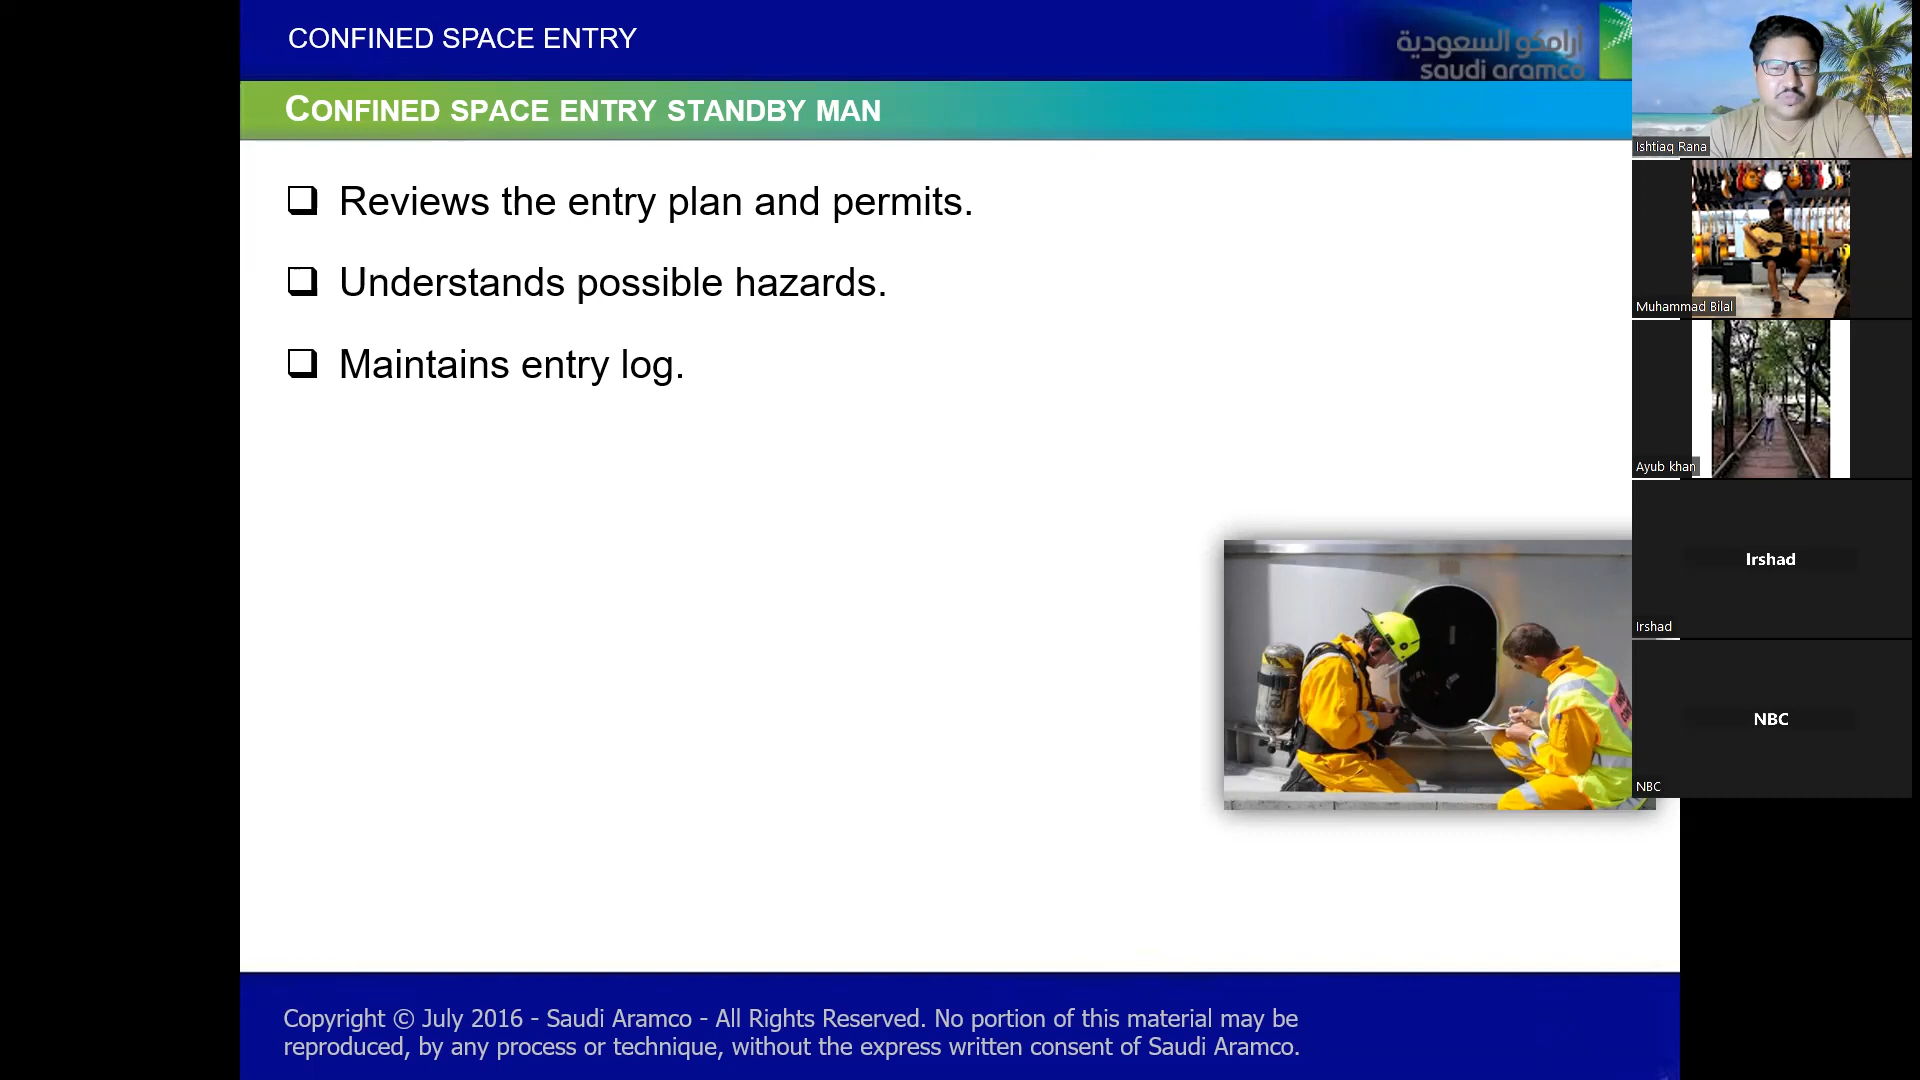 CONFINED SPACE ENTRY
أرامكو السعودية
saudi aramco
CONFINED SPACE ENTRY STANDBY MAN
Reviews the entry plan and permits.
Understands possible hazards.
Maintains entry log.
Copyright © July 2016 - Saudi Aramco - All Rights Reserved. No portion of this material may be
reproduced, by any process or technique, without the express written consent of Saudi Aramco.
Ishtiaq Rana
Muhammad Bilal
Ayub khan
Irshad
Irshad
NBC
NBC